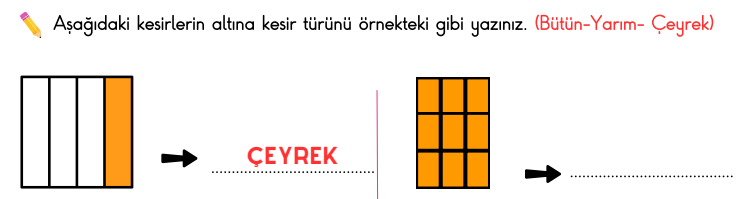 Aşağıdaki kesirlerin altına kesir türünü örnekteki gibi yazınız. (Bütün-Yarım- Çeyrek)
ÇEYREK